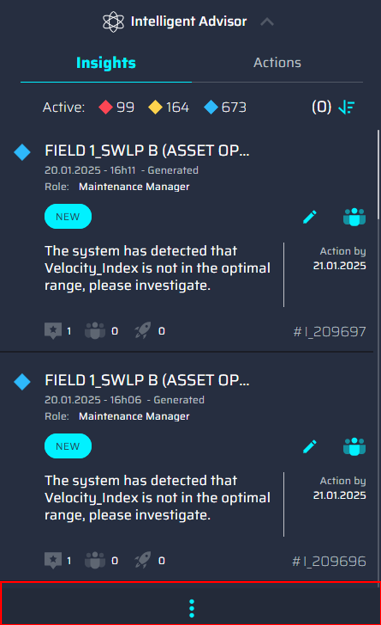 Intelligent Advisor
Insights Actions
Active: 99 164 673 (0)
FIELD 1_SWLP B (ASSET OP...
20.01.2025 - 16h11 - Generated
Role: Maintenance Manager
NEW
The system has detected that
Velocity_Index is not in the optimal
range, please investigate.
Action by
21.01.2025
1 0 0 # I_209697
FIELD 1_SWLP B (ASSET OP...
20.01.2025 - 16h06 - Generated
Role: Maintenance Manager
NEW
The system has detected that
Velocity_Index is not in the optimal
range, please investigate.
Action by
21.01.2025
1 0 0 # I_209696